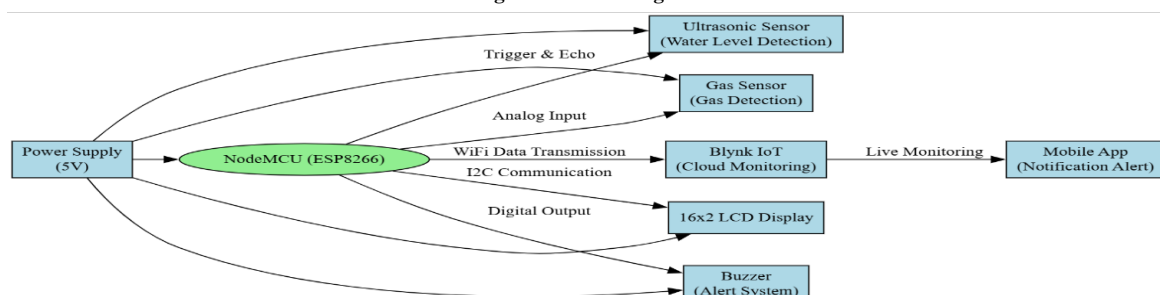 Ultrasonic Sensor
(Water Level Detection)
Trigger & Echo
Gas Sensor
(Gas Detection)
Analog Input
Power Supply
(5V)
NodeMCU (ESP8266)
WiFi Data Transmission
Blynk IoT
(Cloud Monitoring)
Live Monitoring
Mobile App
(Notification Alert)
I2C Communication
Digital Output
16x2 LCD Display
Buzzer
(Alert System)